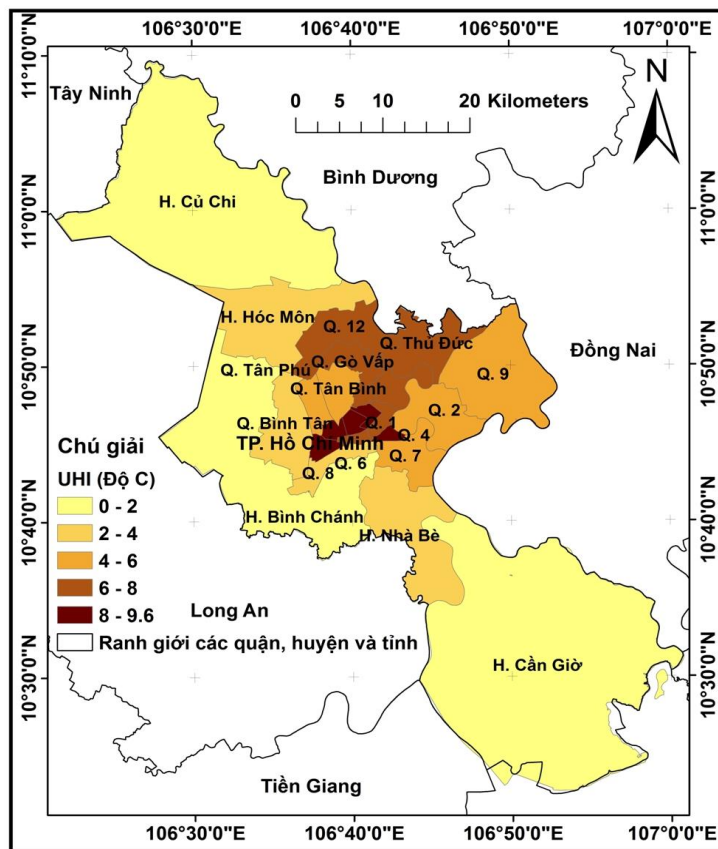 106°30'0"E 106°40'0"E 106°50'0"E 107°0'0"E
11°10'0"N
11°0'0"N
10°50'0"N
10°40'0"N
10°30'0"N
Tây Ninh
0 5 10 20 Kilometers
N
Bình Dương
H. Củ Chi
H. Hóc Môn
Q. 12
Q. Thủ Đức
Đồng Nai
Q. Tân Phú
Q. Gò Vấp
Q. 9
Q. Tân Bình
Q. 2
Q. Bình Tân
Q. 1
Q. 4
TP. Hồ Chí Minh
Q. 6
Q. 7
Q. 8
H. Bình Chánh
H. Nhà Bè
Chú giải
UHI (Độ C)
0 - 2
2 - 4
4 - 6
6 - 8
8 - 9.6
Ranh giới các quận, huyện và tỉnh
Long An
H. Cần Giờ
Tiền Giang
11°10'0"N
11°0'0"N
10°50'0"N
10°40'0"N
10°30'0"N
106°30'0"E 106°40'0"E 106°50'0"E 107°0'0"E